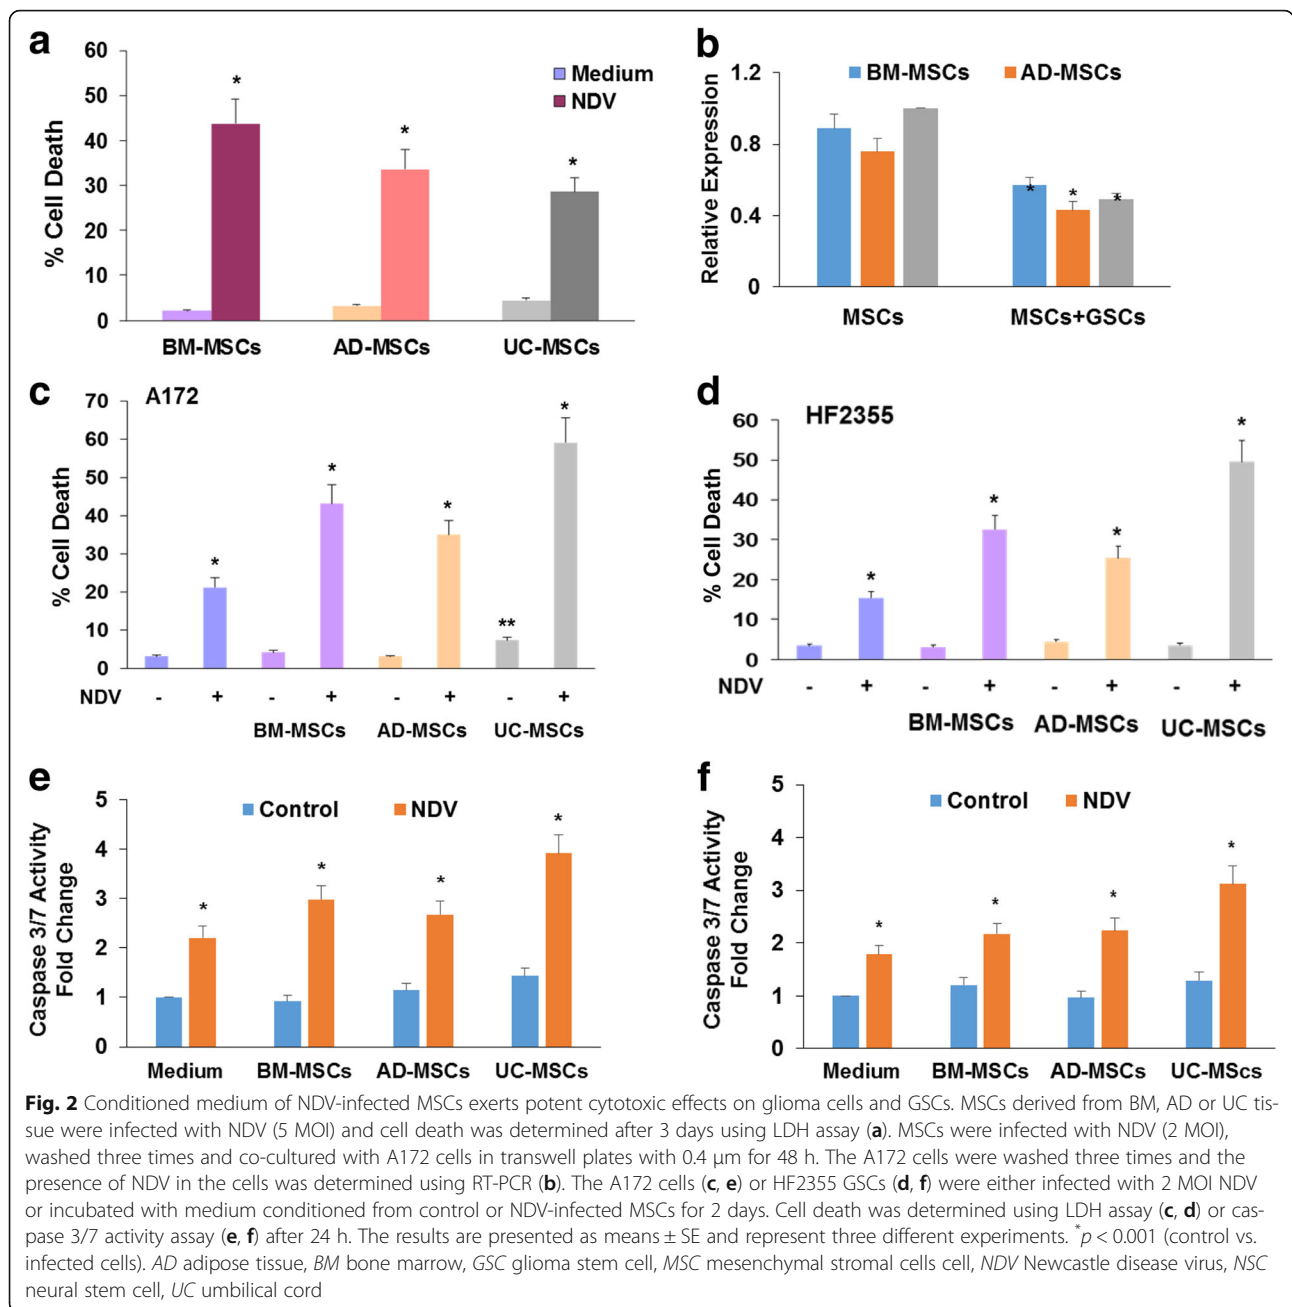 a
60
50
40
30
20
10
0
% Cell Death
Medium
NDV
*
*
*
BM-MSCs AD-MSCs UC-MSCs
b
BM-MSCs AD-MSCs
1.2
0.8
0.4
0
Relative Expression
* * *
MSCs MSCs+GSCs
c
A172
70
60
50
40
30
20
10
0
% Cell Death
* * * ** *
NDV - + - + - + - +
BM-MSCs AD-MSCs UC-MSCs
d
HF2355
60
50
40
30
20
10
0
% Cell Death
* * * *
NDV - + - + - + - +
BM-MSCs AD-MSCs UC-MSCs
e
Control NDV
5
4
3
2
1
0
Caspase 3/7 Activity
Fold Change
* * * *
Medium BM-MSCs AD-MSCs UC-MSCs
f
Control NDV
5
4
3
2
1
0
Caspase 3/7 Activity
Fold Change
* * * *
Medium BM-MSCs AD-MSCs UC-MSCs
Fig. 2 Conditioned medium of NDV-infected MSCs exerts potent cytotoxic effects on glioma cells and GSCs. MSCs derived from BM, AD or UC tis-
sue were infected with NDV (5 MOI) and cell death was determined after 3 days using LDH assay (a). MSCs were infected with NDV (2 MOI),
washed three times and co-cultured with A172 cells in transwell plates with 0.4 μm for 48 h. The A172 cells were washed three times and the
presence of NDV in the cells was determined using RT-PCR (b). The A172 cells (c, e) or HF2355 GSCs (d, f) were either infected with 2 MOI NDV
or incubated with medium conditioned from control or NDV-infected MSCs for 2 days. Cell death was determined using LDH assay (c, d) or cas-
pase 3/7 activity assay (e, f) after 24 h. The results are presented as means ± SE and represent three different experiments. *p < 0.001 (control vs.
infected cells). AD adipose tissue, BM bone marrow, GSC glioma stem cell, MSC mesenchymal stromal cells cell, NDV Newcastle disease virus, NSC
neural stem cell, UC umbilical cord